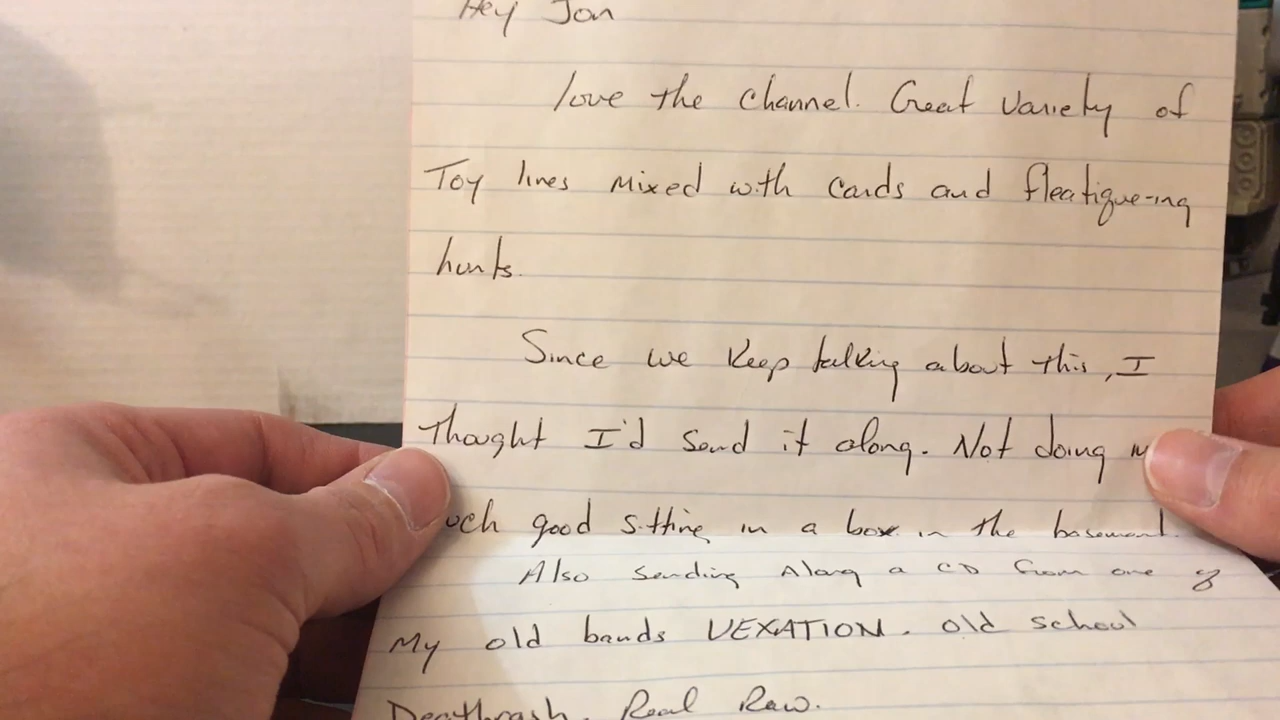 Hey Jon
love the channel. Great variety of
Toy lines mixed with cards and fleatique-ing
hunts.
Since we keep talking about this, I
thought I'd send it along. Not doing m
uch good sitting in a box in the basement.
Also sending along a CD from one of
My old bands VEXATION. old school
Deathrash. Real Raw.